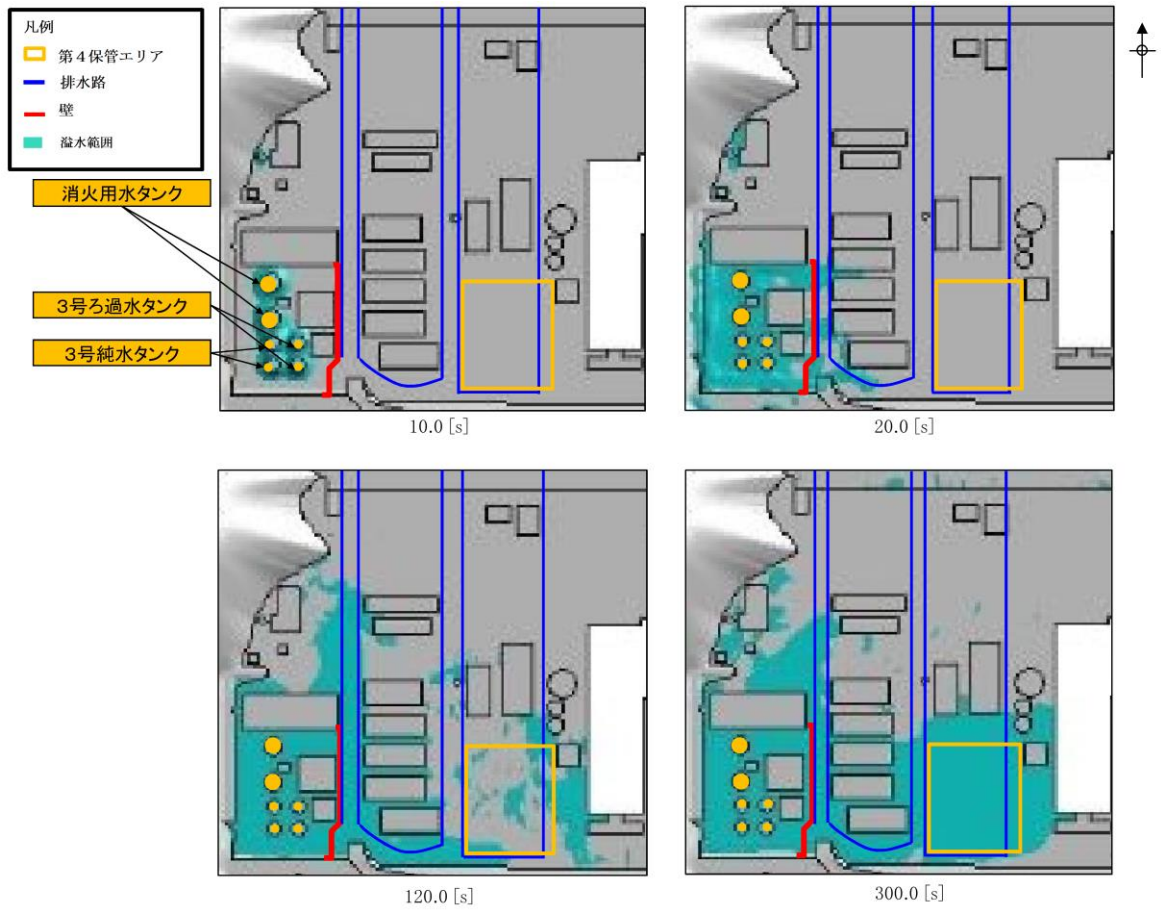 凡例
第4保管エリア
排水路
壁
溢水範囲
消火用水タンク
3号ろ過水タンク
3号純水タンク
10.0 [s]
20.0 [s]
120.0 [s]
300.0 [s]